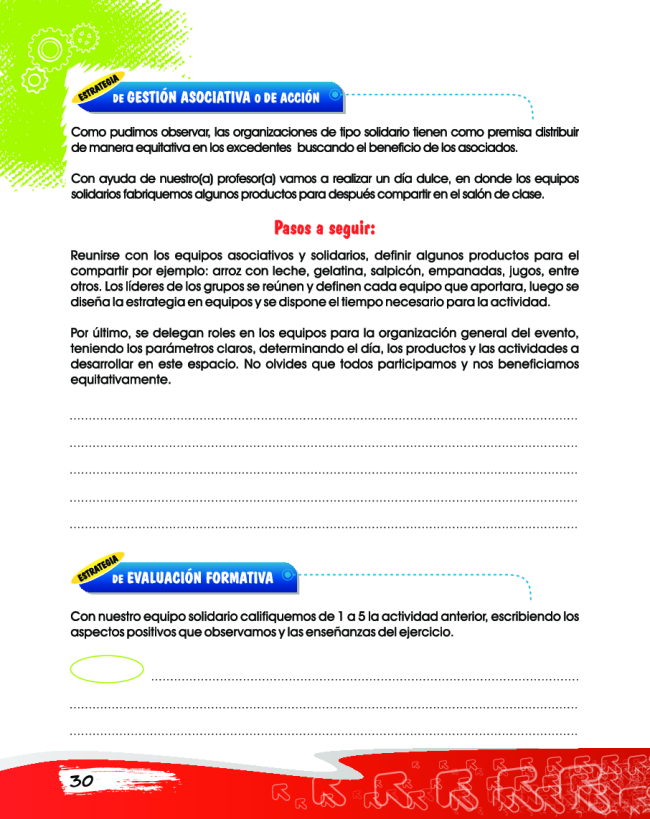 ESTRATEGIA
DE GESTIÓN ASOCIATIVA O DE ACCIÓN
Como pudimos observar, las organizaciones de tipo solidario tienen como premisa distribuir
de manera equitativa en los excedentes buscando el beneficio de los asociados.
Con ayuda de nuestro(a) profesor(a) vamos a realizar un día dulce, en donde los equipos
solidarios fabriquemos algunos productos para después compartir en el salón de clase.
Pasos a seguir:
Reunirse con los equipos asociativos y solidarios, definir algunos productos para el
compartir por ejemplo: arroz con leche, gelatina, salpicón, empanadas, jugos, entre
otros. Los líderes de los grupos se reúnen y definen cada equipo que aportara, luego se
diseña la estrategia en equipos y se dispone el tiempo necesario para la actividad.
Por último, se delegan roles en los equipos para la organización general del evento,
teniendo los parámetros claros, determinando el día, los productos y las actividades a
desarrollar en este espacio. No olvides que todos participamos y nos beneficiamos
equitativamente.
ESTRATEGIA
DE EVALUACIÓN FORMATIVA
Con nuestro equipo solidario califiquemos de 1 a 5 la actividad anterior, escribiendo los
aspectos positivos que observamos y las enseñanzas del ejercicio.
30